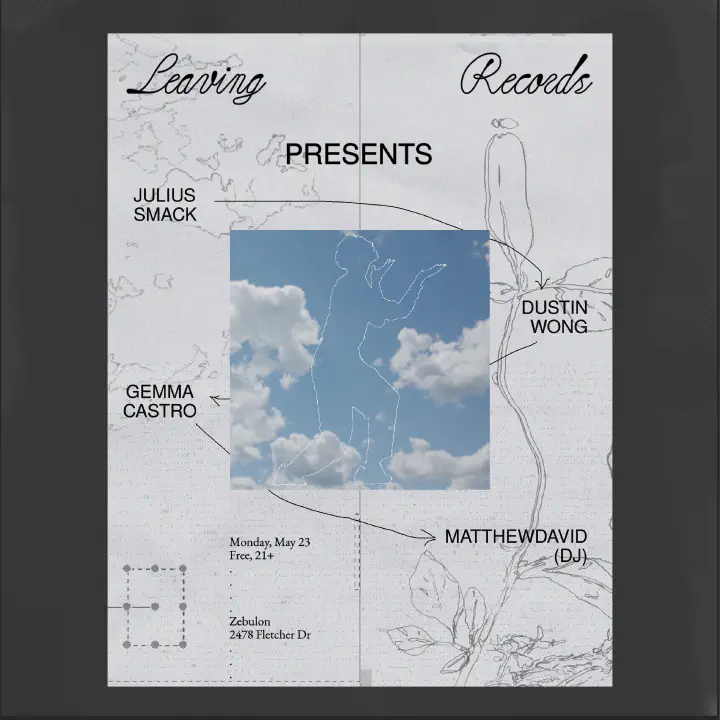 Leaving Records
PRESENTS
JULIUS
SMACK
DUSTIN
WONG
GEMMA
CASTRO
MATTHEWDAVID
(DJ)
Monday, May 23
Free, 21+
.
.
.
Zebulon
2478 Fletcher Dr
.
.
.